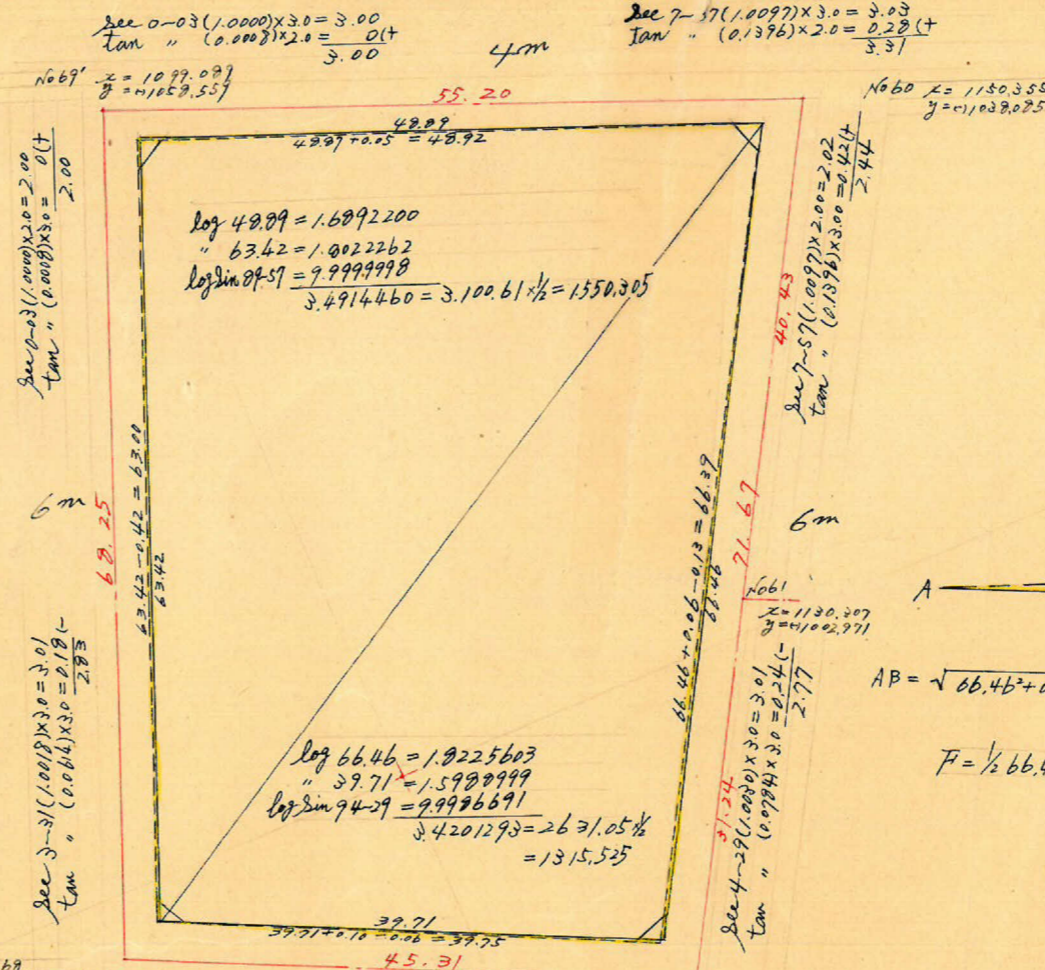 sec 0-03(1.0000)×3.0= 3.00
tan 〃 (0.0008)×2.0= 0(+
3.00
4m
sec 7-57(1.0097)×3.0= 3.03
tan 〃 (0.1396)×2.0= 0.28(+
3.31
No69' x= 1099.089
y=(-)1058.559
No60 x= 1150.355
y=(-)1038.085
55.20
48.89
48.87+0.05 = 48.92
sec 0-03(1.0000)×2.0=2.00
tan 〃 (0.0008)×3.0= 0(+
2.00
log 48.89 = 1.6892200
〃 63.42 = 1.8022262
log sin 89-57 = 9.9999998
3.4914460 = 3.100.61×½ = 1550.305
40.43
sec 7-57(1.0097)×2.00=2.02
tan 〃 (0.1396)×3.00=0.42(+
2.44
6m
68.25
63.42-0.42 = 63.00
63.42
66.46+0.06-0.13 = 66.39
66.46
71.67
6m
No61
x=1130.307
y=(-)1002.971
A
AB = √66.46²+0
F = ½ 66.4
sec 3-31(1.0018)×3.0=3.01
tan 〃 (0.0614)×3.0=0.18(-
2.83
log 66.46 = 1.8225603
〃 39.71 = 1.5988999
log sin 94-29 = 9.9986691
3.4201293=2631.05×½
=1315.525
31.24
sec 4-29(1.0030)×3.0=3.01
tan 〃 (0.0784)×3.0=0.24(-
2.77
39.71
39.71+0.10-0.06 = 39.75
45.31
68